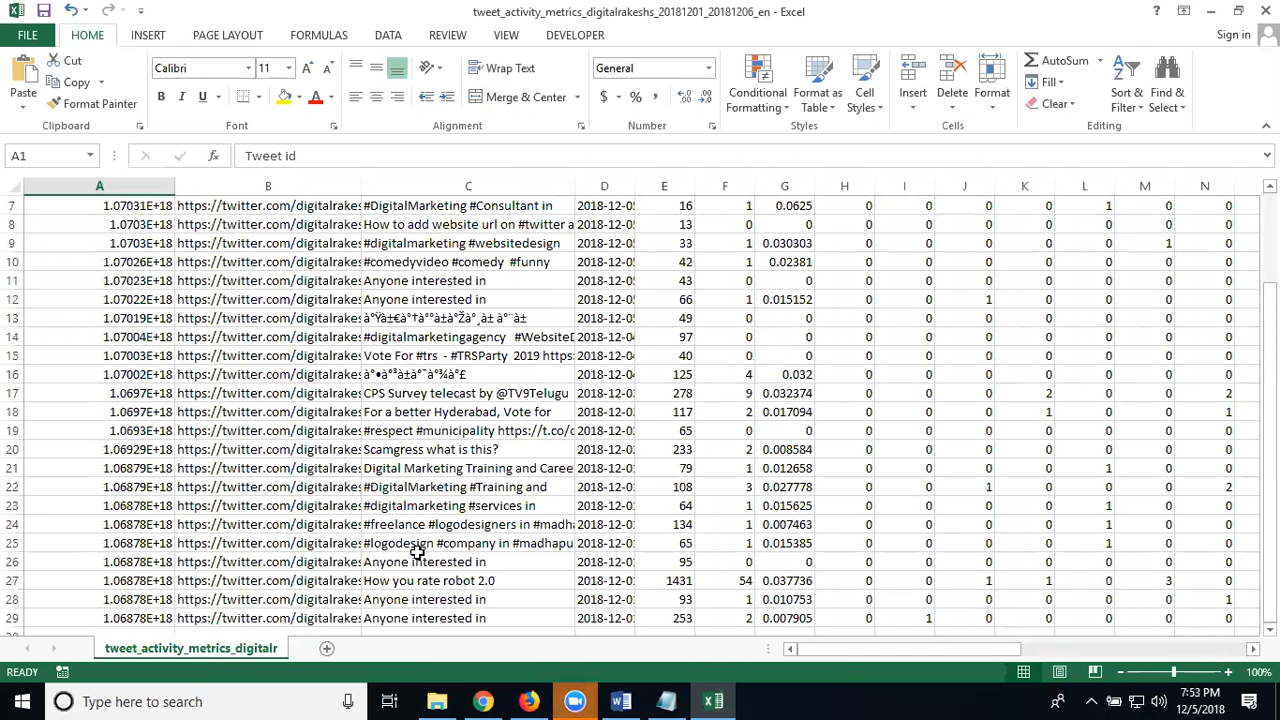 tweet_activity_metrics_digitalrakeshs_20181201_20181206_en - Excel
FILE HOME INSERT PAGE LAYOUT FORMULAS DATA REVIEW VIEW DEVELOPER Sign in
Paste Cut Copy Format Painter
Calibri 11 B I U A
Wrap Text
Merge & Center
General
$ % ,
Conditional Formatting Format as Table Cell Styles
Insert Delete Format
AutoSum Fill Clear Sort & Filter Find & Select
Clipboard Font Alignment Number Styles Cells Editing
A1 fx Tweet id
A B C D E F G H I J K L M N
7 1.07031E+18 https://twitter.com/digitalrakes #DigitalMarketing #Consultant in 2018-12-05 16 1 0.0625 0 0 0 0 1 0 0
8 1.0703E+18 https://twitter.com/digitalrakes How to add website url on #twitter a 2018-12-05 13 0 0 0 0 0 0 0 0 0
9 1.0703E+18 https://twitter.com/digitalrakes #digitalmarketing #websitedesign 2018-12-05 33 1 0.030303 0 0 0 0 0 1 0
10 1.07026E+18 https://twitter.com/digitalrakes #comedyvideo #comedy #funny 2018-12-05 42 1 0.02381 0 0 0 0 0 0 0
11 1.07023E+18 https://twitter.com/digitalrakes Anyone interested in 2018-12-05 43 0 0 0 0 0 0 0 0 0
12 1.07022E+18 https://twitter.com/digitalrakes Anyone interested in 2018-12-05 66 1 0.015152 0 0 1 0 0 0 0
13 1.07019E+18 https://twitter.com/digitalrakes 2018-12-05 49 0 0 0 0 0 0 0 0 0
14 1.07004E+18 https://twitter.com/digitalrakes #digitalmarketingagency #WebsiteD 2018-12-04 97 0 0 0 0 0 0 0 0 0
15 1.07003E+18 https://twitter.com/digitalrakes Vote For #trs - #TRSParty 2019 https: 2018-12-04 40 0 0 0 0 0 0 0 0 0
16 1.07002E+18 https://twitter.com/digitalrakes 2018-12-04 125 4 0.032 0 0 0 0 0 0 0
17 1.0697E+18 https://twitter.com/digitalrakes CPS Survey telecast by @TV9Telugu 2018-12-0 278 9 0.032374 0 0 0 2 0 0 2
18 1.0697E+18 https://twitter.com/digitalrakes For a better Hyderabad, Vote for 2018-12-0 117 2 0.017094 0 0 0 1 0 0 1
19 1.0693E+18 https://twitter.com/digitalrakes #respect #municipality https://t.co/c 2018-12-0 65 0 0 0 0 0 0 0 0 0
20 1.06929E+18 https://twitter.com/digitalrakes Scamgress what is this? 2018-12-0 233 2 0.008584 0 0 0 0 0 0 0
21 1.06879E+18 https://twitter.com/digitalrakes Digital Marketing Training and Caree 2018-12-0 79 1 0.012658 0 0 0 0 1 0 0
22 1.06879E+18 https://twitter.com/digitalrakes #DigitalMarketing #Training and 2018-12-0 108 3 0.027778 0 0 1 0 0 0 2
23 1.06878E+18 https://twitter.com/digitalrakes #digitalmarketing #services in 2018-12-0 64 1 0.015625 0 0 0 0 1 0 0
24 1.06878E+18 https://twitter.com/digitalrakes #freelance #logodesigners in #madha 2018-12-0 134 1 0.007463 0 0 0 0 1 0 0
25 1.06878E+18 https://twitter.com/digitalrakes #logodesign #company in #madhapu 2018-12-0 65 1 0.015385 0 0 0 0 1 0 0
26 1.06878E+18 https://twitter.com/digitalrakes Anyone interested in 2018-12-0 95 0 0 0 0 0 0 0 0 0
27 1.06878E+18 https://twitter.com/digitalrakes How you rate robot 2.0 2018-12-0 1431 54 0.037736 0 0 1 1 0 3 0
28 1.06878E+18 https://twitter.com/digitalrakes Anyone interested in 2018-12-0 93 1 0.010753 0 0 0 0 0 0 1
29 1.06878E+18 https://twitter.com/digitalrakes Anyone interested in 2018-12-0 253 2 0.007905 0 1 0 0 0 0 0
tweet_activity_metrics_digitalr
READY 100%
Type here to search
7:53 PM
12/5/2018